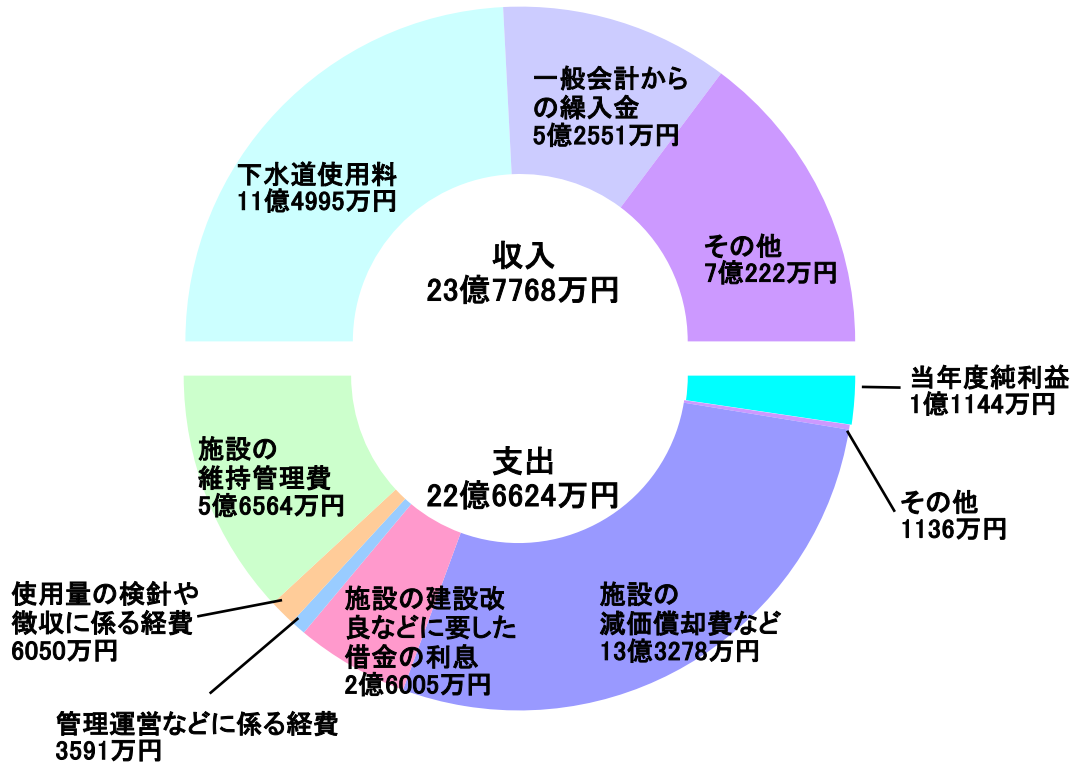 一般会計から
の繰入金
5億2551万円
下水道使用料
11億4995万円
その他
7億222万円
収入
23億7768万円
当年度純利益
1億1144万円
施設の
維持管理費
5億6564万円
支出
22億6624万円
その他
1136万円
使用量の検針や
徴収に係る経費
6050万円
施設の建設改
良などに要した
借金の利息
2億6005万円
施設の
減価償却費など
13億3278万円
管理運営などに係る経費
3591万円